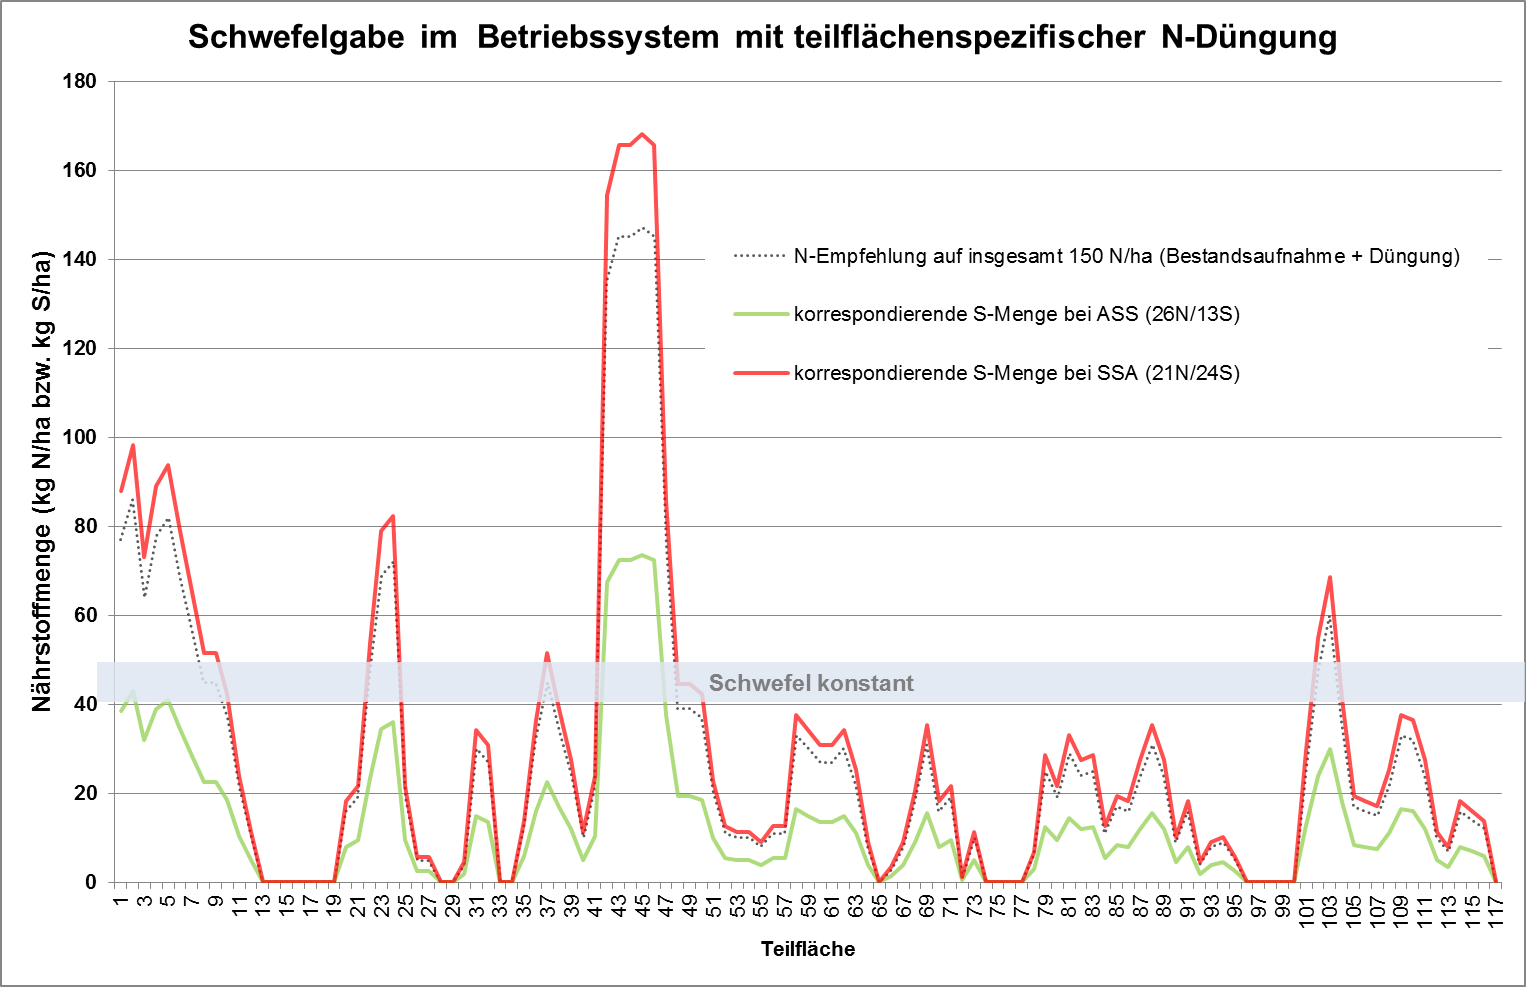 Schwefelgabe im Betriebssystem mit teilflächenspezifischer N-Düngung
Nährstoffmenge (kg N/ha bzw. kg S/ha)
180
160
140
120
100
80
60
40
20
0
N-Empfehlung auf insgesamt 150 N/ha (Bestandsaufnahme + Düngung)
korrespondierende S-Menge bei ASS (26N/13S)
korrespondierende S-Menge bei SSA (21N/24S)
Schwefel konstant
1 3 5 7 9 11 13 15 17 19 21 23 25 27 29 31 33 35 37 39 41 43 45 47 49 51 53 55 57 59 61 63 65 67 69 71 73 75 77 79 81 83 85 87 89 91 93 95 97 99 101 103 105 107 109 111 113 115 117
Teilfläche